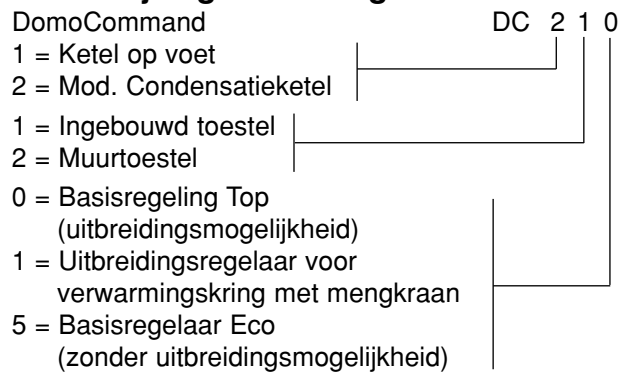 DomoCommand DC 2 1 0
1 = Ketel op voet
2 = Mod. Condensatieketel
1 = Ingebouwd toestel
2 = Muurtoestel
0 = Basisregeling Top
(uitbreidingsmogelijkheid)
1 = Uitbreidingsregelaar voor
verwarmingskring met mengkraan
5 = Basisregelaar Eco
(zonder uitbreidingsmogelijkheid)